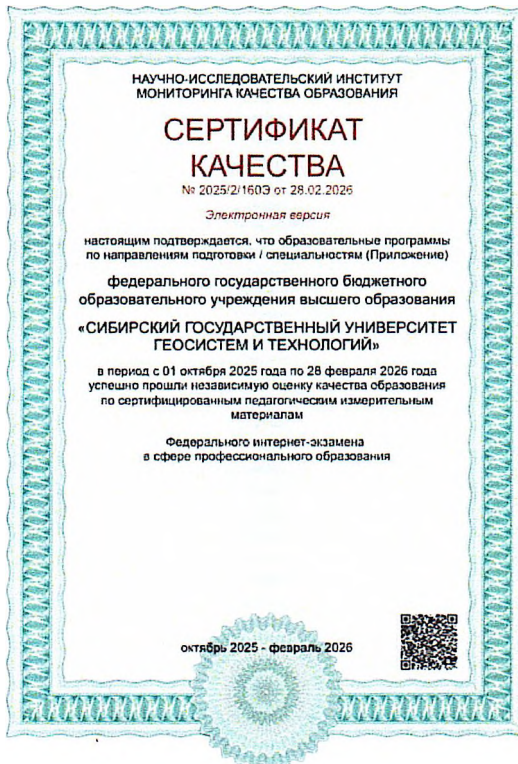 НАУЧНО-ИССЛЕДОВАТЕЛЬСКИЙ ИНСТИТУТ
МОНИТОРИНГА КАЧЕСТВА ОБРАЗОВАНИЯ
СЕРТИФИКАТ
КАЧЕСТВА
№ 2025/2/160Э от 28.02.2026
Электронная версия
настоящим подтверждается, что образовательные программы
по направлениям подготовки / специальностям (Приложение)
федерального государственного бюджетного
образовательного учреждения высшего образования
«СИБИРСКИЙ ГОСУДАРСТВЕННЫЙ УНИВЕРСИТЕТ
ГЕОСИСТЕМ И ТЕХНОЛОГИЙ»
в период с 01 октября 2025 года по 28 февраля 2026 года
успешно прошли независимую оценку качества образования
по сертифицированным педагогическим измерительным
материалам
Федерального интернет-экзамена
в сфере профессионального образования
октябрь 2025 - февраль 2026